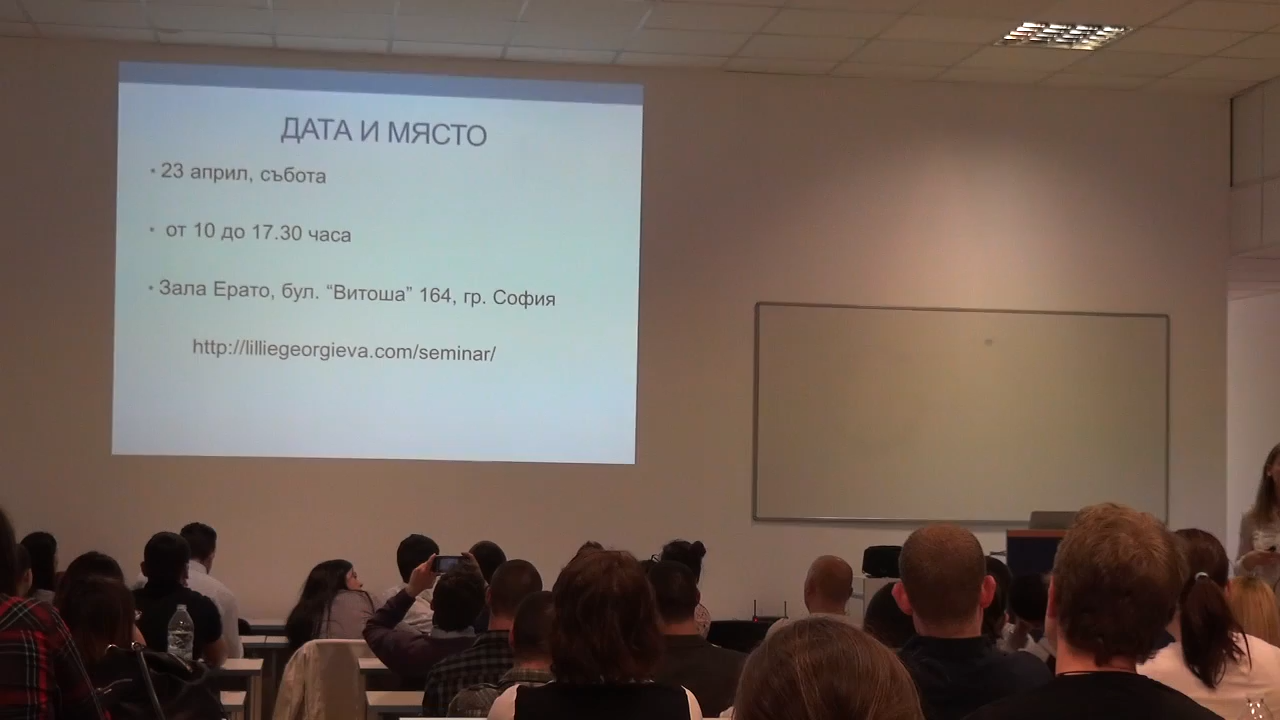 ДАТА И МЯСТО
• 23 април, събота
• от 10 до 17.30 часа
• Зала Ерато, бул. “Витоша” 164, гр. София
http://lilliegeorgieva.com/seminar/